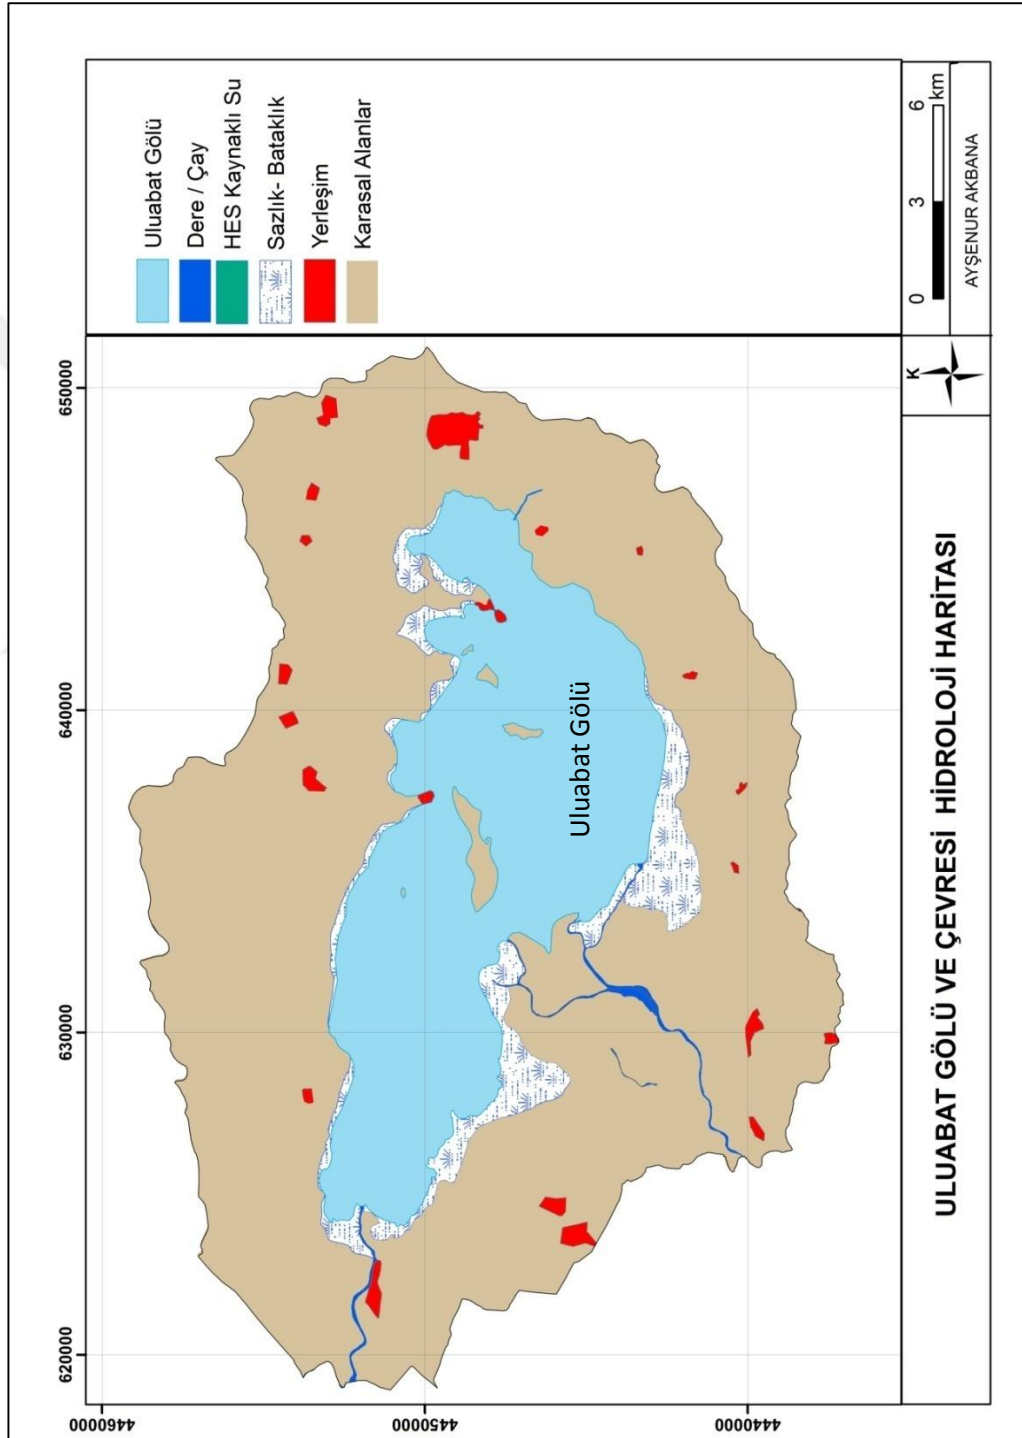 Uluabat Gölü
Dere / Çay
HES Kaynaklı Su
Sazlık- Bataklık
Yerleşim
Karasal Alanlar
0 3 6 km
AYŞENUR AKBANA
K
650000
640000
630000
620000
4460000
4450000
4440000
Uluabat Gölü
ULUABAT GÖLÜ VE ÇEVRESİ HİDROLOJİ HARİTASI